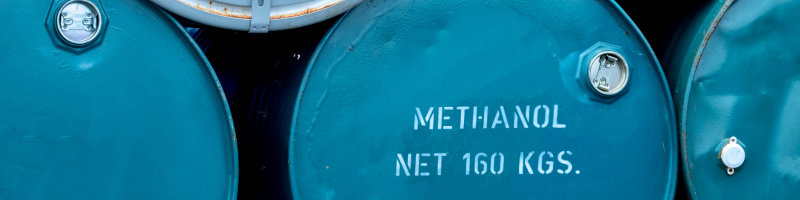 METHANOL
NET 160 KGS.